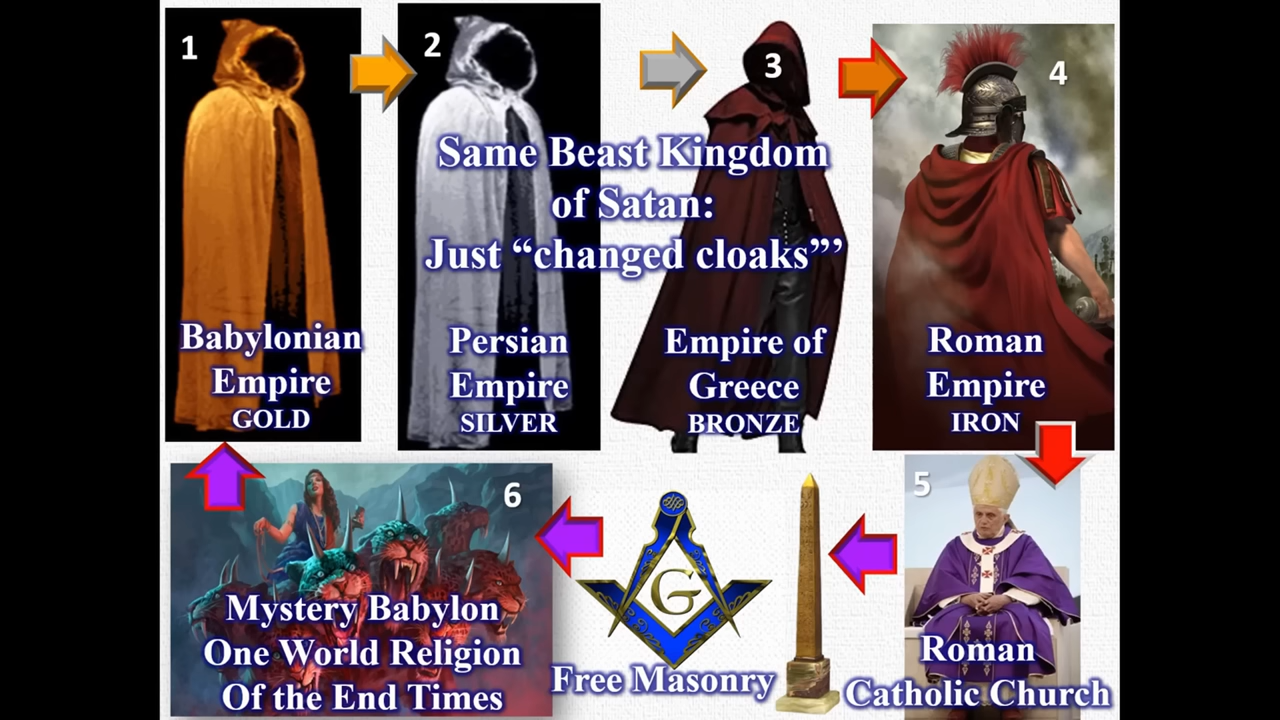 1
2
3
4
Same Beast Kingdom
of Satan:
Just “changed cloaks”’
Babylonian
Empire
GOLD
Persian
Empire
SILVER
Empire of
Greece
BRONZE
Roman
Empire
IRON
5
Roman
Catholic Church
G
Free Masonry
6
Mystery Babylon
One World Religion
Of the End Times